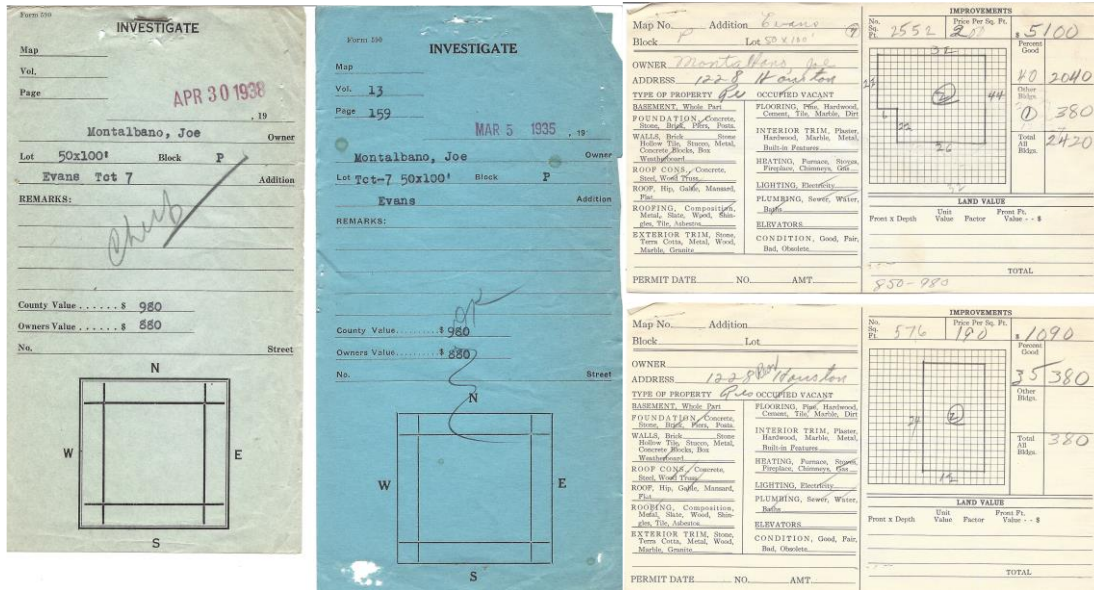 Form 390
INVESTIGATE
Map
Vol.
Page
APR 30 1938
, 19
Montalbano, Joe Owner
Lot 50x100' Block P
Evans Tct 7 Addition
REMARKS:
County Value ...... $ 980
Owners Value ...... $ 880
No. Street
N
W E
S
Form 390
INVESTIGATE
Map
Vol. 13
Page 159
MAR 5 1935 , 19
Montalbano, Joe Owner
Lot Tct-7 50x100' Block P
Evans Addition
REMARKS:
OK
County Value.......... $ 980
Owners Value.......... $ 880
No. Street
N
W E
S
Map No. Addition Evans 7
Block P Lot 50 x 100'
OWNER Montalbano, Joe
ADDRESS 1228 Houston
TYPE OF PROPERTY Res OCCUPIED VACANT
BASEMENT, Whole Part
FOUNDATION, Concrete,
Stone, Brick, Piers, Posts.
WALLS, Brick Stone
Hollow Tile, Stucco, Metal,
Concrete Blocks, Box
Weatherboard
ROOF CONS., Concrete,
Steel, Wood Truss
ROOF, Hip, Gable, Mansard,
Flat
ROOFING, Composition,
Metal, Slate, Wood, Shin-
gles, Tile, Asbestos
EXTERIOR TRIM, Stone,
Terra Cotta, Metal, Wood,
Marble, Granite
FLOORING, Pine, Hardwood,
Cement, Tile, Marble, Dirt
INTERIOR TRIM, Plaster,
Hardwood, Marble, Metal,
Built-in Features
HEATING, Furnace, Stoves,
Fireplace, Chimneys, Gas
LIGHTING, Electricity
PLUMBING, Sewer, Water,
Baths
ELEVATORS
CONDITION, Good, Fair,
Bad, Obsolete
PERMIT DATE NO. AMT.
IMPROVEMENTS
No. Sq. Ft. 2552 Price Per Sq. Ft. 200 $ 5100
Percent Good
40 2040
Other Bldgs.
1 380
Total All Bldgs.
2420
32
44
6
22
26
LAND VALUE
Front x Depth Unit Value Factor Front Ft. Value - - $
TOTAL
850-980
Map No. Addition
Block Lot
OWNER
ADDRESS 1228 Houston
TYPE OF PROPERTY Res OCCUPIED VACANT
BASEMENT, Whole Part
FOUNDATION, Concrete,
Stone, Brick, Piers, Posts.
WALLS, Brick Stone
Hollow Tile, Stucco, Metal,
Concrete Blocks, Box
Weatherboard
ROOF CONS., Concrete,
Steel, Wood Truss
ROOF, Hip, Gable, Mansard,
Flat
ROOFING, Composition,
Metal, Slate, Wood, Shin-
gles, Tile, Asbestos
EXTERIOR TRIM, Stone,
Terra Cotta, Metal, Wood,
Marble, Granite
FLOORING, Pine, Hardwood,
Cement, Tile, Marble, Dirt
INTERIOR TRIM, Plaster,
Hardwood, Marble, Metal,
Built-in Features
HEATING, Furnace, Stoves,
Fireplace, Chimneys, Gas
LIGHTING, Electricity
PLUMBING, Sewer, Water,
Baths
ELEVATORS
CONDITION, Good, Fair,
Bad, Obsolete
PERMIT DATE NO. AMT.
IMPROVEMENTS
No. Sq. Ft. 576 Price Per Sq. Ft. 190 $ 1090
Percent Good
35 380
Other Bldgs.
Total All Bldgs.
380
24
2
12
LAND VALUE
Front x Depth Unit Value Factor Front Ft. Value - - $
TOTAL